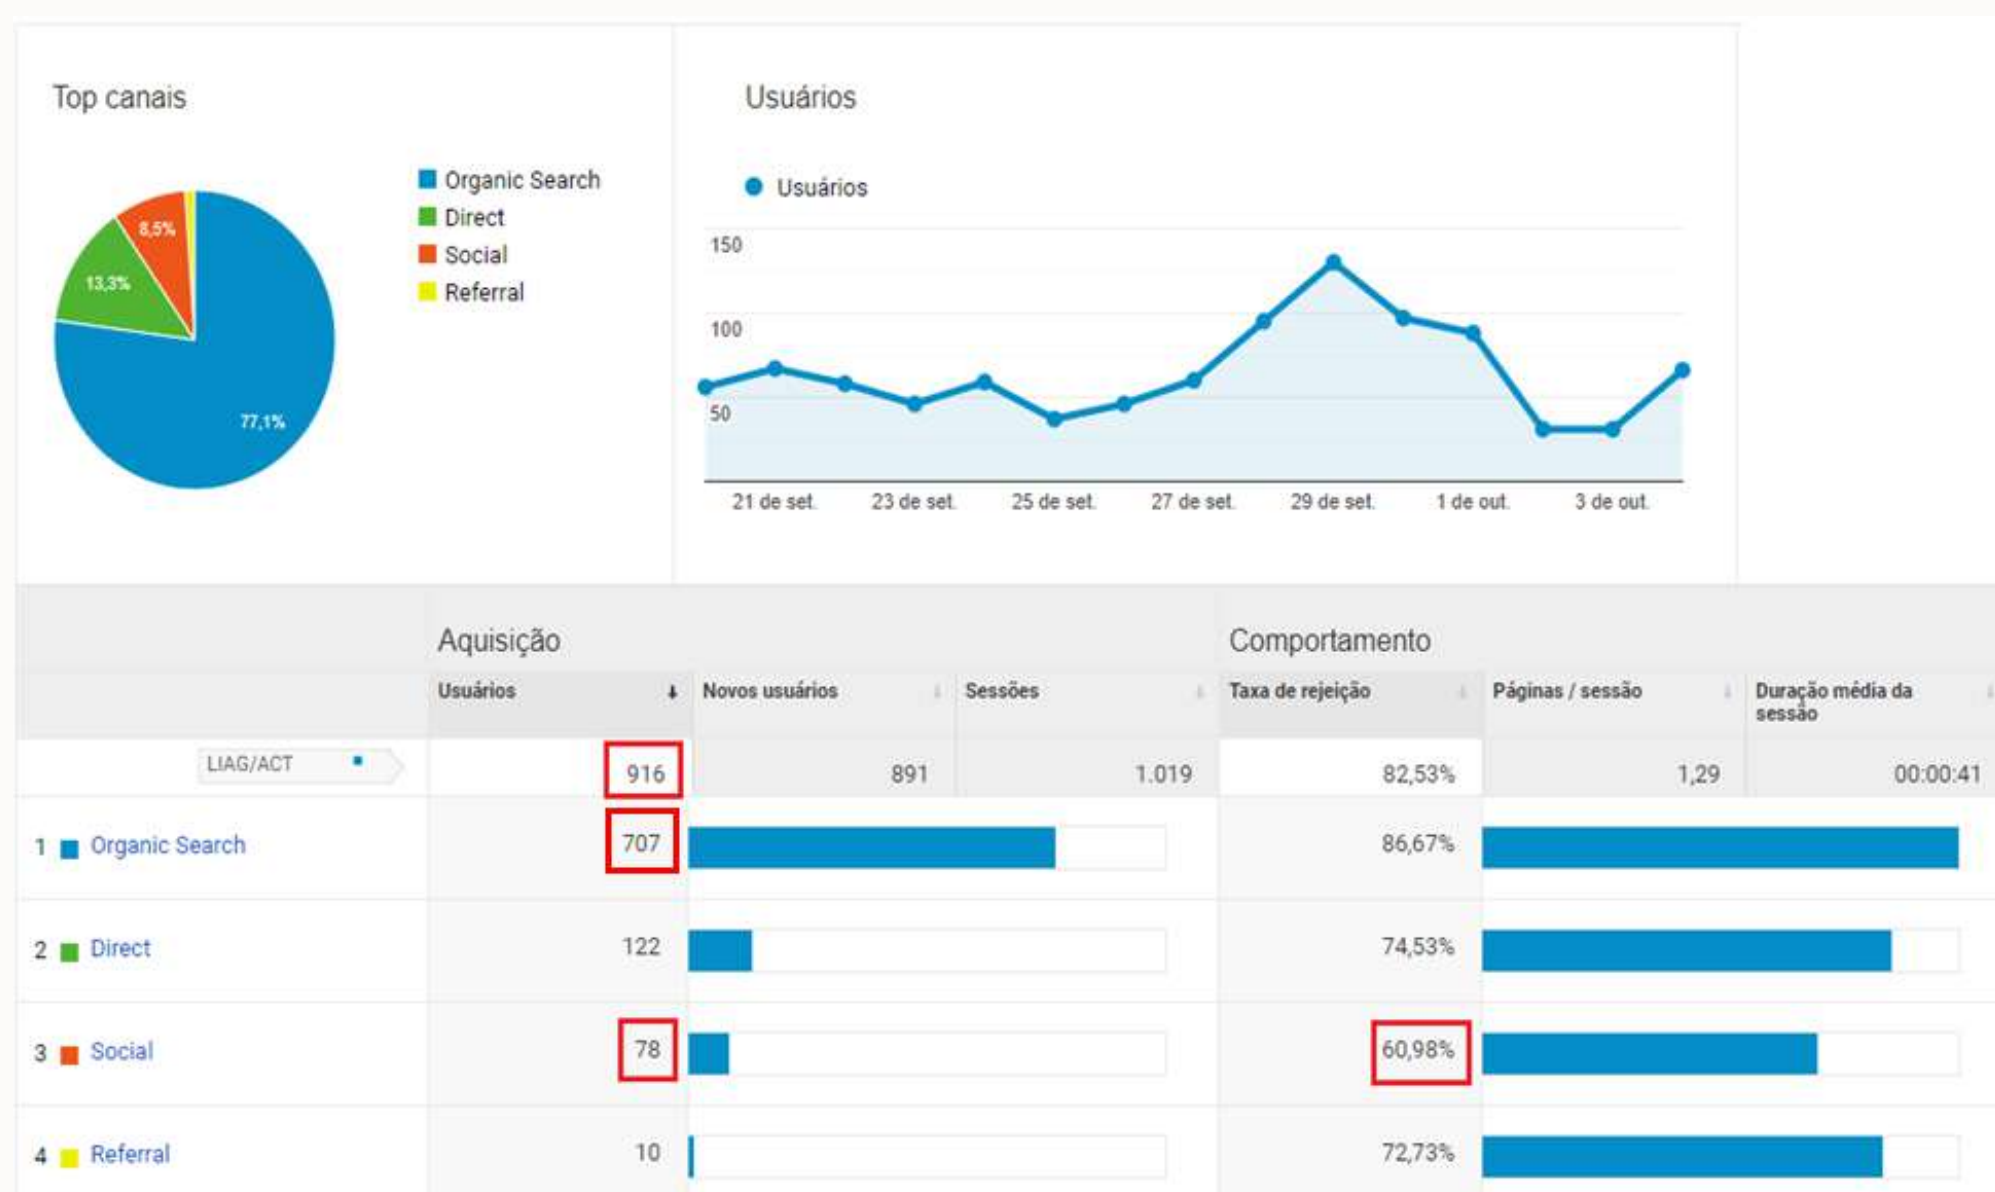 Top canais
Organic Search
Direct
Social
Referral
8,5%
13,3%
77,1%
Usuários
Usuários
150
100
50
21 de set.
23 de set.
25 de set.
27 de set.
29 de set.
1 de out.
3 de out.
Aquisição
Comportamento
Usuários
Novos usuários
Sessões
Taxa de rejeição
Páginas / sessão
Duração média da
sessão
LIAG/ACT
916
891
1.019
82,53%
1,29
00:00:41
1 Organic Search 707 86,67%
2 Direct 122 74,53%
3 Social 78 60,98%
4 Referral 10 72,73%